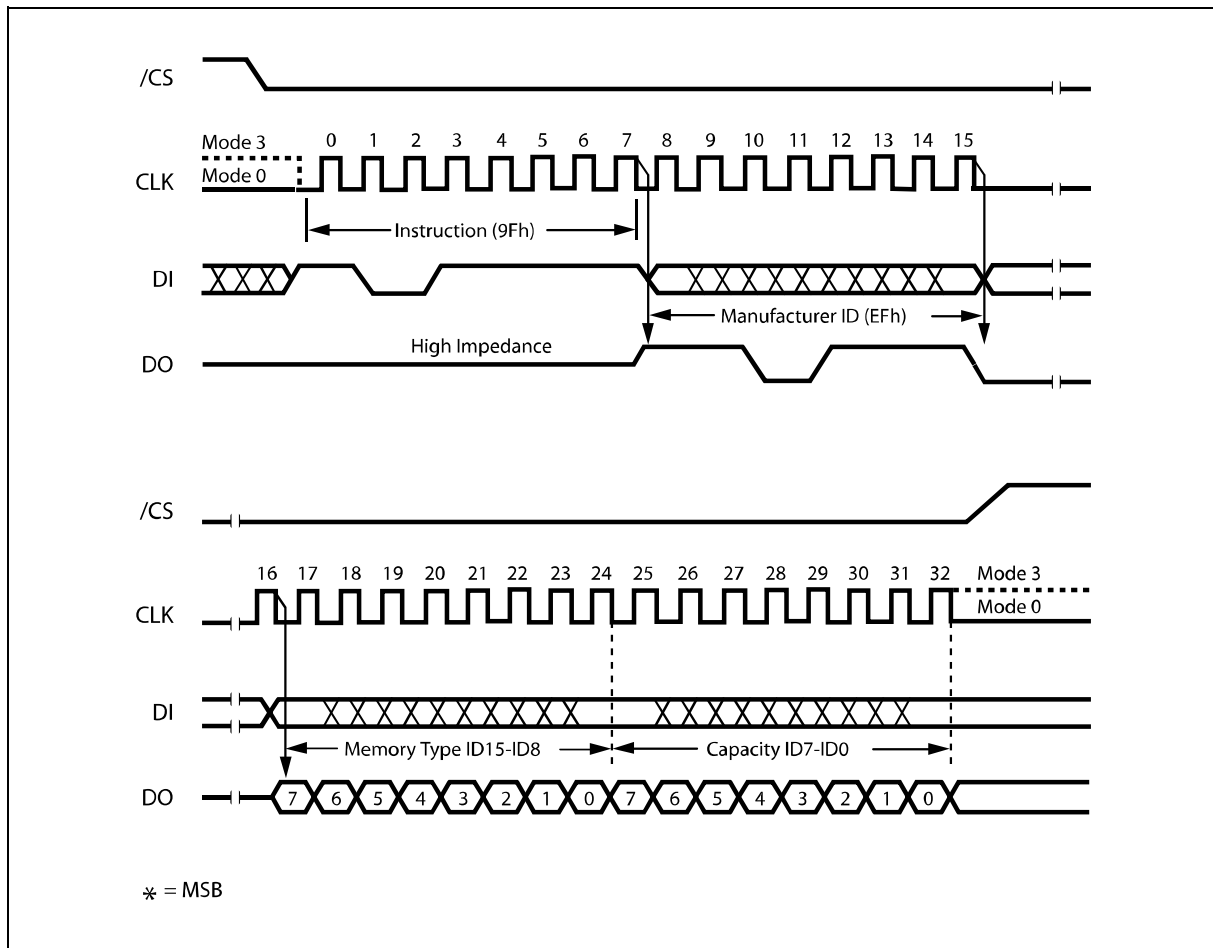 /CS
0 1 2 3 4 5 6 7 8 9 10 11 12 13 14 15
Mode 3
Mode 0
CLK
Instruction (9Fh)
DI
Manufacturer ID (EFh)
High Impedance
DO
/CS
16 17 18 19 20 21 22 23 24 25 26 27 28 29 30 31 32
Mode 3
Mode 0
CLK
DI
Memory Type ID15-ID8 Capacity ID7-ID0
DO 7 6 5 4 3 2 1 0 7 6 5 4 3 2 1 0
* = MSB